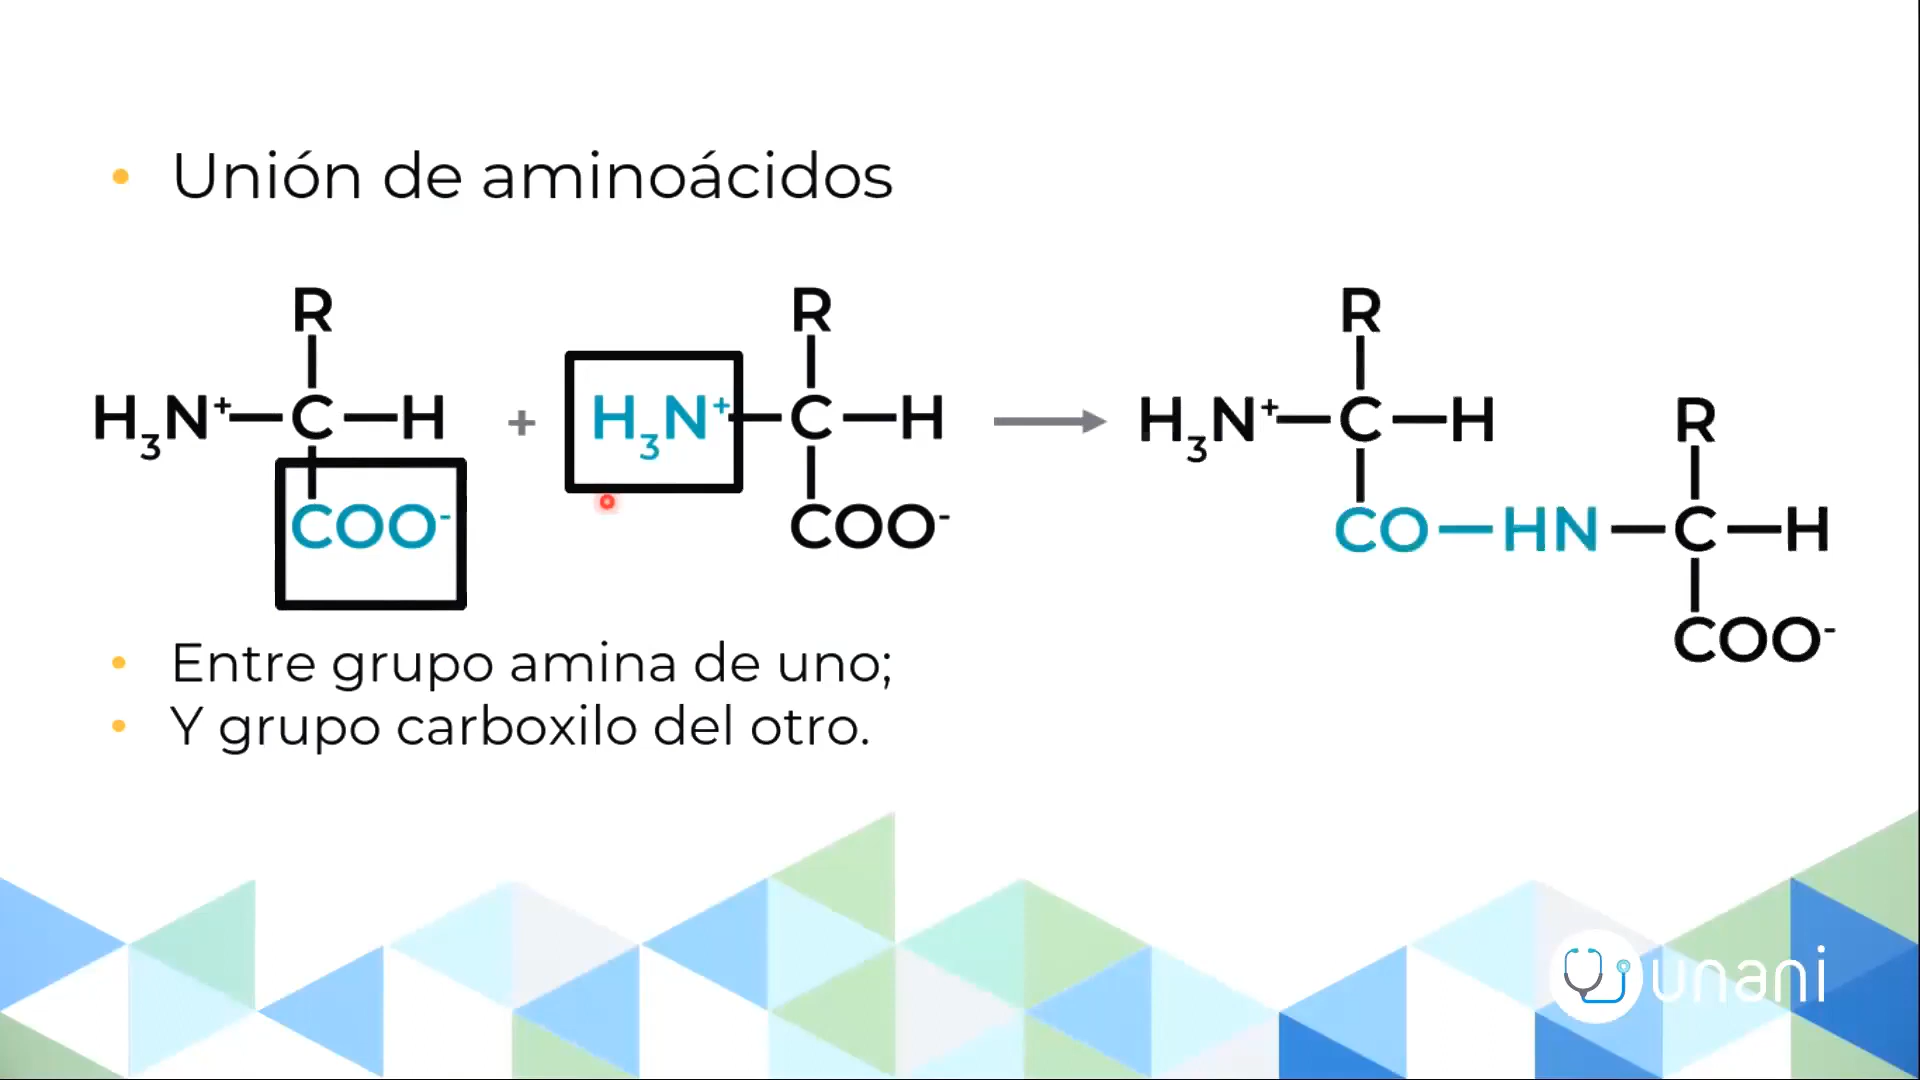 • Unión de aminoácidos
R R R
H₃N⁺—C—H + H₃N⁺—C—H → H₃N⁺—C—H R
COO⁻ COO⁻ CO—HN—C—H
COO⁻
• Entre grupo amina de uno;
• Y grupo carboxilo del otro.
unani